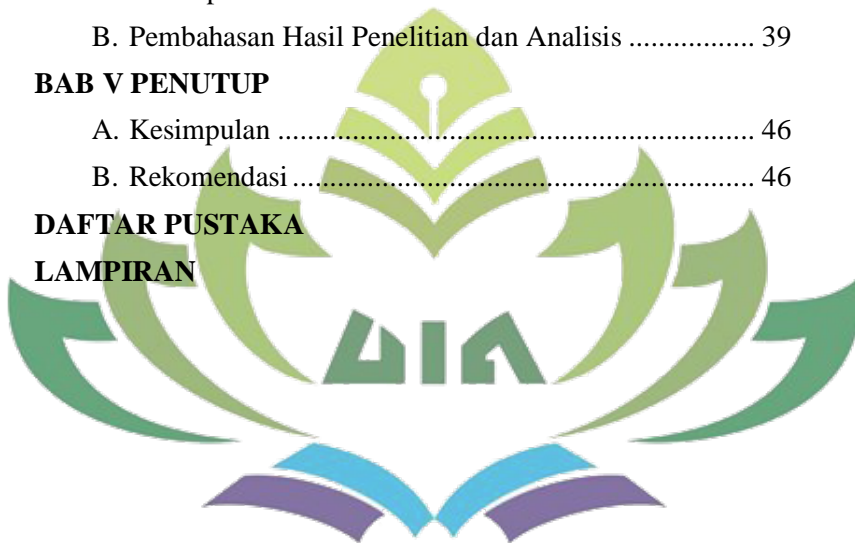 B. Pembahasan Hasil Penelitian dan Analisis ................. 39
BAB V PENUTUP
A. Kesimpulan ............................................................... 46
B. Rekomendasi ............................................................. 46
DAFTAR PUSTAKA
LAMPIRAN
UIN